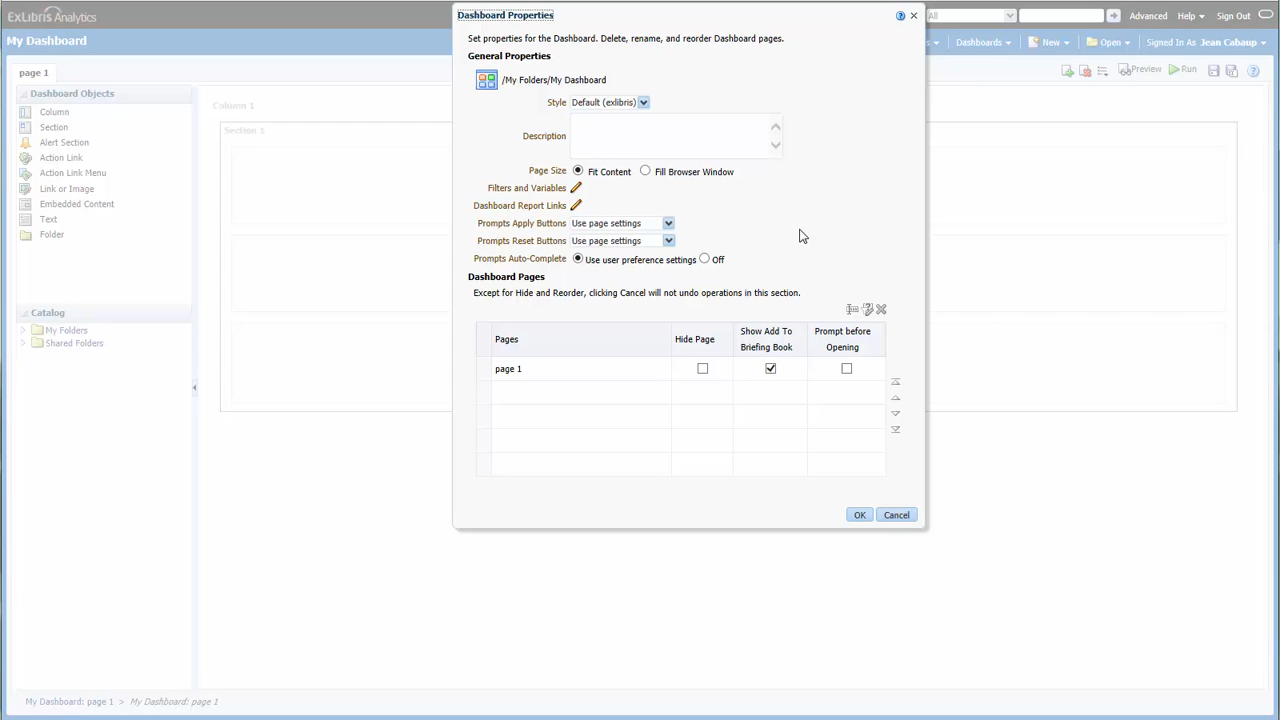 ExLibris Analytics
All
Advanced
Help
Sign Out
My Dashboard
Dashboards
New
Open
Signed In As Jean Cabaup
page 1
Preview
Run
Dashboard Objects
Column
Section
Alert Section
Action Link
Action Link Menu
Link or Image
Embedded Content
Text
Folder
Catalog
My Folders
Shared Folders
Column 1
Section 1
Dashboard Properties
Set properties for the Dashboard. Delete, rename, and reorder Dashboard pages.
General Properties
/My Folders/My Dashboard
Style Default (exlibris)
Description
Page Size Fit Content Fill Browser Window
Filters and Variables
Dashboard Report Links
Prompts Apply Buttons Use page settings
Prompts Reset Buttons Use page settings
Prompts Auto-Complete Use user preference settings Off
Dashboard Pages
Except for Hide and Reorder, clicking Cancel will not undo operations in this section.
Pages Hide Page Show Add To Briefing Book Prompt before Opening
page 1
OK Cancel
My Dashboard: page 1 > My Dashboard: page 1